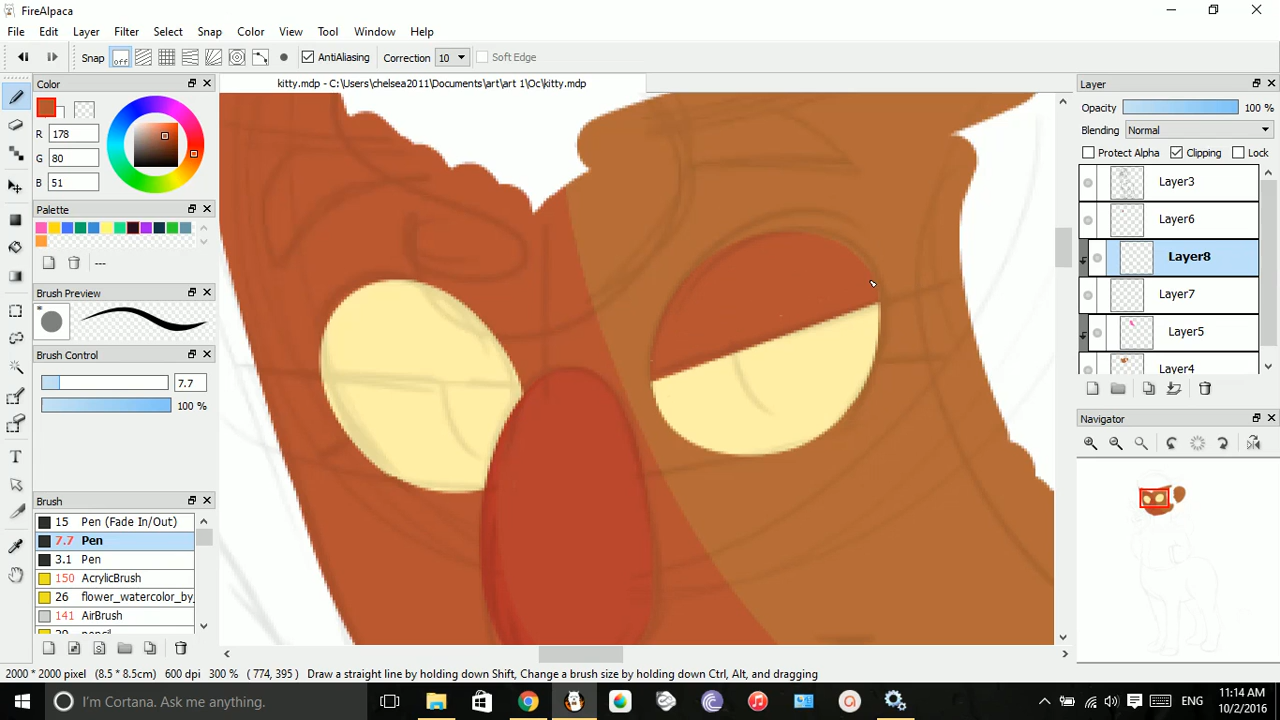 FireAlpaca
File Edit Layer Filter Select Snap Color View Tool Window Help
Snap off AntiAliasing Correction 10 Soft Edge
Color
kitty.mdp - C:\Users\chelsea2011\Documents\art\art 1\Oc\kitty.mdp
Layer
R 178
G 80
B 51
Opacity 100 %
Blending Normal
Protect Alpha Clipping Lock
Palette
---
Layer3
Layer6
Layer8
Layer7
Layer5
Layer4
Brush Preview
Brush Control
7.7
100 %
Navigator
Brush
15 Pen (Fade In/Out)
7.7 Pen
3.1 Pen
150 AcrylicBrush
26 flower_watercolor_by_
141 AirBrush
pencil
2000 * 2000 pixel (8.5 * 8.5cm) 600 dpi 300 % ( 774, 395 ) Draw a straight line by holding down Shift, Change a brush size by holding down Ctrl, Alt, and dragging
I'm Cortana. Ask me anything.
ENG
11:14 AM
10/2/2016